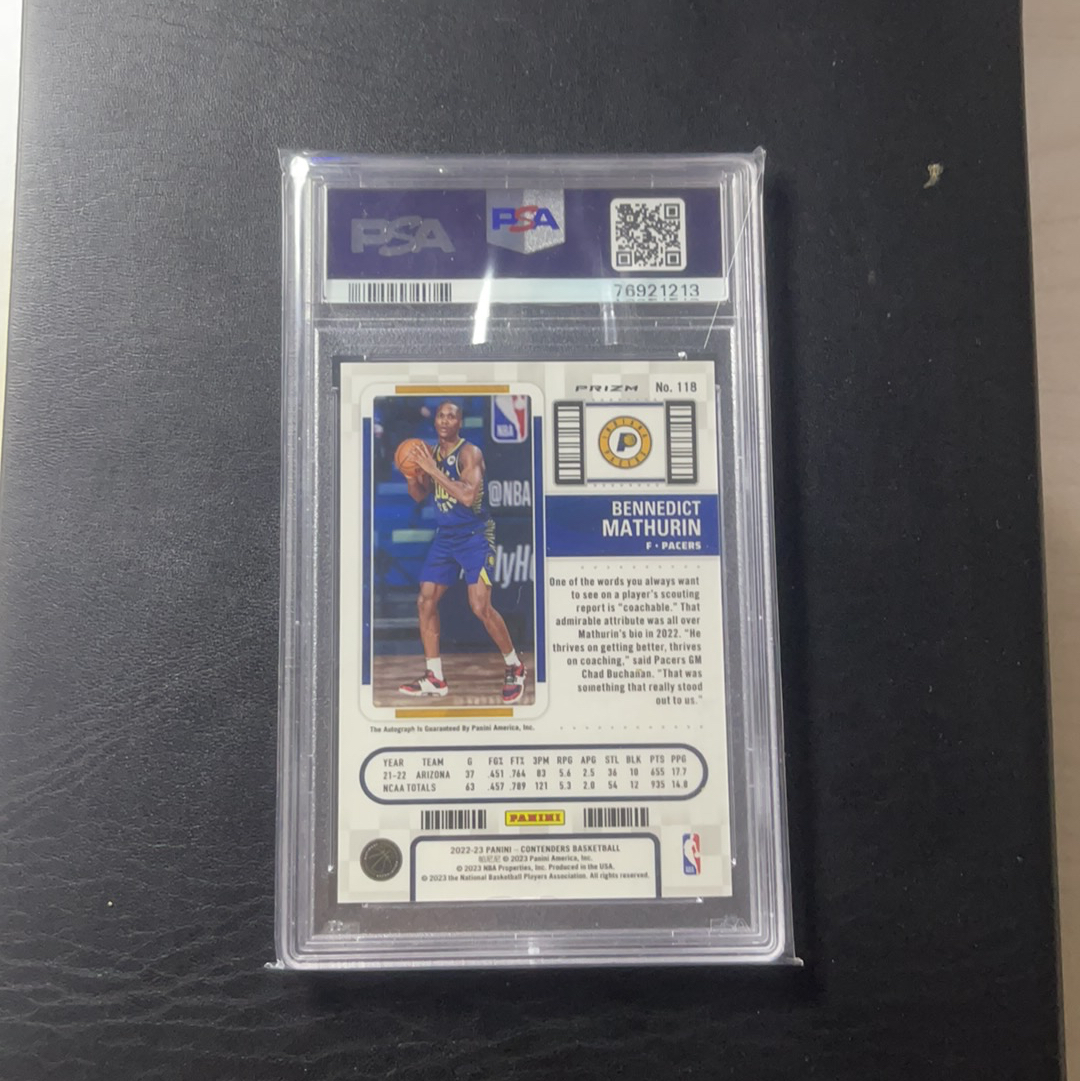 PSA PSA
76921213
PRIZM No. 118
NBA
@NBA
INDIANA PACERS
BENNEDICT
MATHURIN
F • PACERS
One of the words you always want
to see on a player's scouting
report is "coachable." That
admirable attribute was all over
Mathurin's bio in 2022. "He
thrives on getting better, thrives
on coaching," said Pacers GM
Chad Buchanan. "That was
something that really stood
out to us."
The Autograph Is Guaranteed By Panini America, Inc.
YEAR TEAM G FG% FT% 3PM RPG APG STL BLK PTS PPG
21-22 ARIZONA 37 .451 .764 83 5.6 2.5 36 10 655 17.7
NCAA TOTALS 63 .457 .789 121 5.3 2.0 54 12 935 14.8
PANINI
2022-23 PANINI – CONTENDERS BASKETBALL
© 2023 Panini America, Inc.
© 2023 NBA Properties, Inc. Produced in the USA.
© 2023 the National Basketball Players Association. All rights reserved.